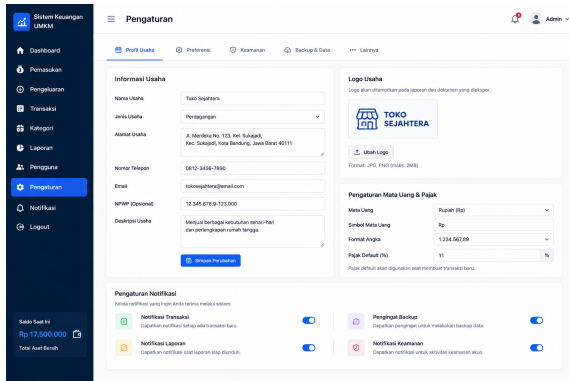 Sistem Keuangan
UMKM
Dashboard
Pemasukan
Pengeluaran
Transaksi
Kategori
Laporan
Pengguna
Pengaturan
Notifikasi
Logout
Saldo Saat Ini
Rp 17.500.000
Total Aset Bersih
Pengaturan
Admin
Profil Usaha
Preferensi
Keamanan
Backup & Data
Lainnya
Informasi Usaha
Nama Usaha
Toko Sejahtera
Jenis Usaha
Perdagangan
Alamat Usaha
Jl. Merdeka No. 123, Kel. Sukajadi,
Kec. Sukajadi, Kota Bandung, Jawa Barat 40111
Nomor Telepon
0812-3456-7890
Email
tokosejahtera@email.com
NPWP (Opsional)
12.345.678.9-123.000
Deskripsi Usaha
Menjual berbagai kebutuhan sehari-hari
dan perlengkapan rumah tangga.
Simpan Perubahan
Logo Usaha
Logo akan ditampilkan pada laporan dan dokumen yang diekspor.
TOKO
SEJAHTERA
Ubah Logo
Format: JPG, PNG (maks. 2MB)
Pengaturan Mata Uang & Pajak
Mata Uang
Rupiah (Rp)
Simbol Mata Uang
Rp
Format Angka
1.234.567,89
Pajak Default (%)
11
%
Pajak default akan digunakan saat membuat transaksi baru.
Pengaturan Notifikasi
Kelola notifikasi yang ingin Anda terima melalui sistem.
Notifikasi Transaksi
Dapatkan notifikasi setiap ada transaksi baru.
Pengingat Backup
Dapatkan pengingat untuk melakukan backup data.
Notifikasi Laporan
Dapatkan notifikasi saat laporan siap diunduh.
Notifikasi Keamanan
Dapatkan notifikasi untuk aktivitas keamanan akun.